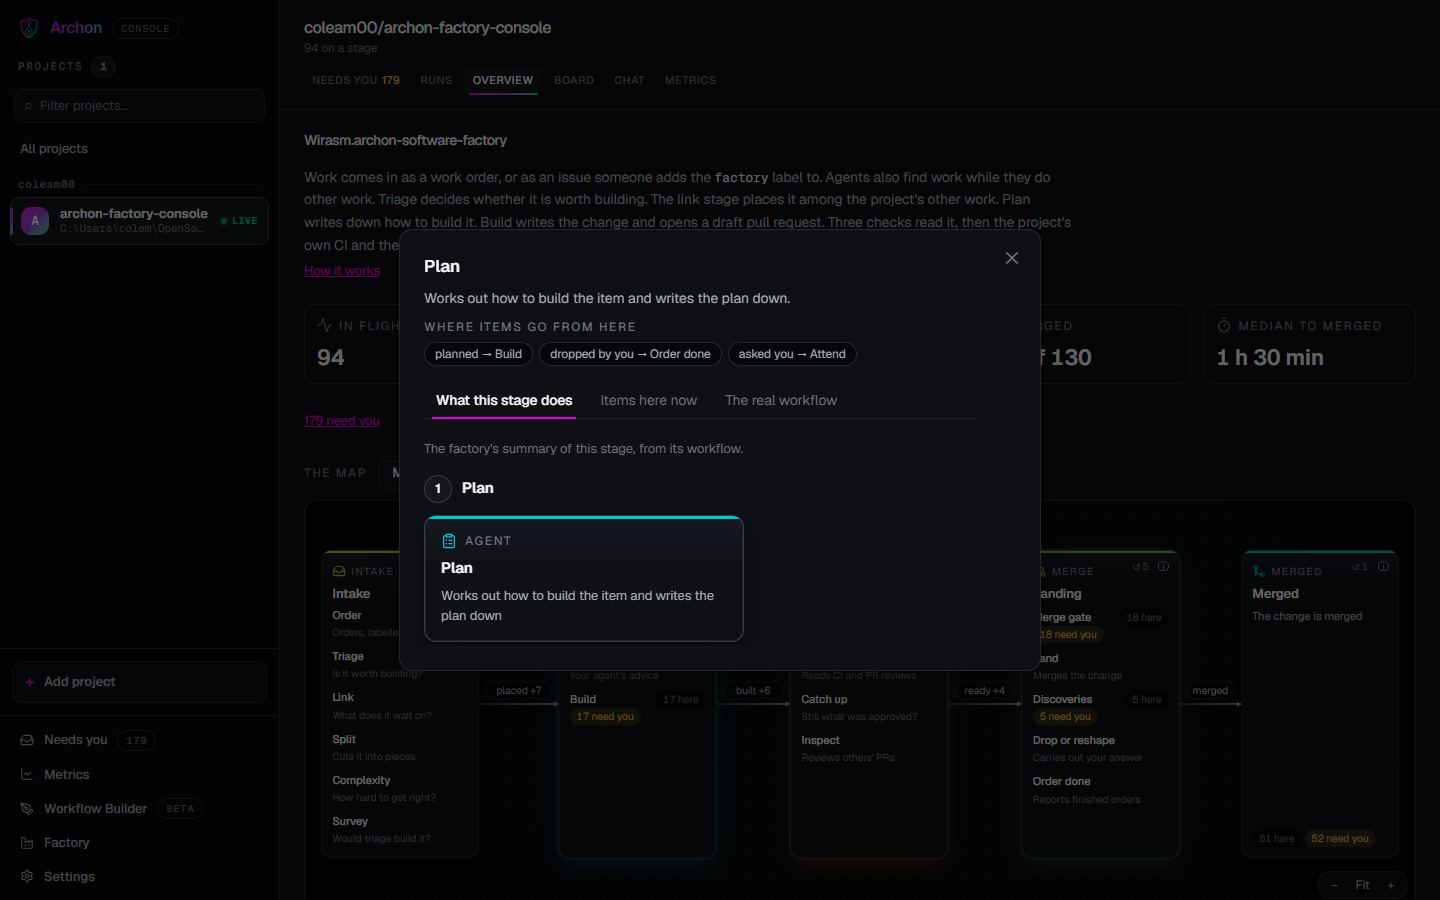 Archon
CONSOLE
PROJECTS 1
Filter projects...
All projects
coleam00
A
archon-factory-console
C:\Users\colem\OpenSo…
LIVE
+ Add project
Needs you 179
Metrics
Workflow Builder BETA
Factory
Settings
coleam00/archon-factory-console
94 on a stage
NEEDS YOU 179 RUNS OVERVIEW BOARD CHAT METRICS
Wirasm.archon-software-factory
Work comes in as a work order, or as an issue someone adds the factory label to. Agents also find work while they do
other work. Triage decides whether it is worth building. The link stage places it among the project's other work. Plan
writes down how to build it. Build writes the change and opens a draft pull request. Three checks read it, then the project's
own CI and the
How it works
IN FLIGH
94
GED
f 130
MEDIAN TO MERGED
1 h 30 min
179 need you
THE MAP
Plan
Works out how to build the item and writes the plan down.
WHERE ITEMS GO FROM HERE
planned → Build
dropped by you → Order done
asked you → Attend
What this stage does
Items here now
The real workflow
The factory's summary of this stage, from its workflow.
1 Plan
AGENT
Plan
Works out how to build the item and writes the
plan down
INTAKE
Intake
Order
Orders, labelle
Triage
Is it worth building?
Link
What does it wait on?
Split
Cuts it into pieces
Complexity
How hard to get right?
Survey
Would triage build it?
placed +7
Your agent's advice
Build 17 here
17 need you
built +6
Reads CI and PR reviews
Catch up
Still what was approved?
Inspect
Reviews others' PRs
ready +4
MERGE ↺ 5
anding
erge gate 18 here
18 need you
and
Merges the change
Discoveries 5 here
5 need you
Drop or reshape
Carries out your answer
Order done
Reports finished orders
merged
MERGED ↺ 1
Merged
The change is merged
61 here 52 need you
− Fit +